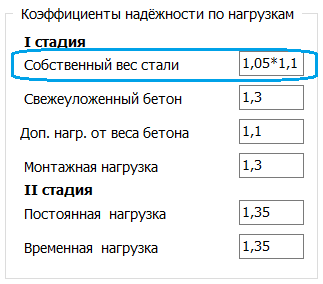 Коэффициенты надёжности по нагрузкам
I стадия
Собственный вес стали 1,05*1,1
Свежеуложенный бетон 1,3
Доп. нагр. от веса бетона 1,1
Монтажная нагрузка 1,3
II стадия
Постоянная нагрузка 1,35
Временная нагрузка 1,35